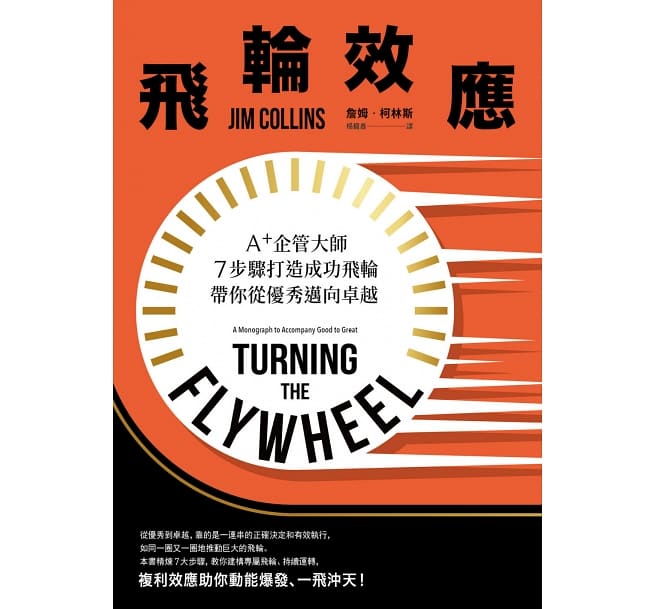 飛輪效應
JIM COLLINS
詹姆・柯林斯
楊馥嘉——譯
A+企管大師
7步驟打造成功飛輪
帶你從優秀邁向卓越
A Monograph to Accompany Good to Great
TURNING
THE
FLYWHEEL
從優秀到卓越，靠的是一連串的正確決定和有效執行，
如同一圈又一圈地推動巨大的飛輪。
本書精煉7大步驟，教你建構專屬飛輪、持續運轉，
複利效應助你動能爆發、一飛沖天！